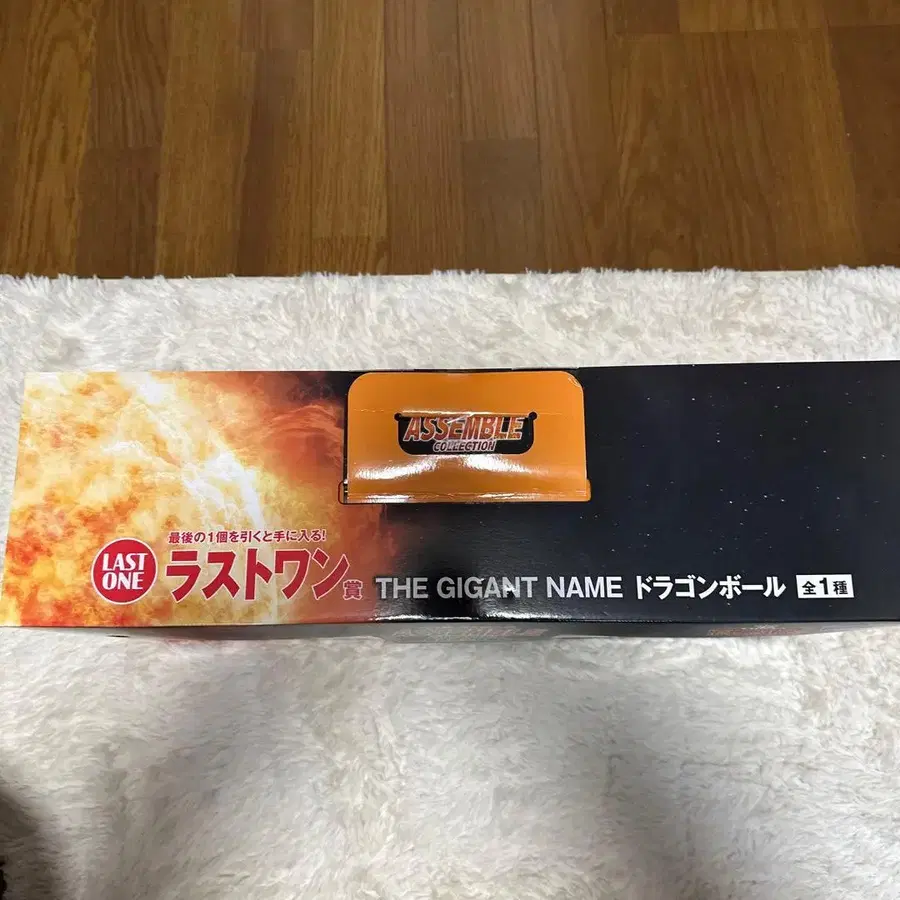 ASSEMBLE
COLLECTION
最後の1個を引くと手に入る!
LAST
ONE
ラストワン賞
THE GIGANT NAME ドラゴンボール 全1種